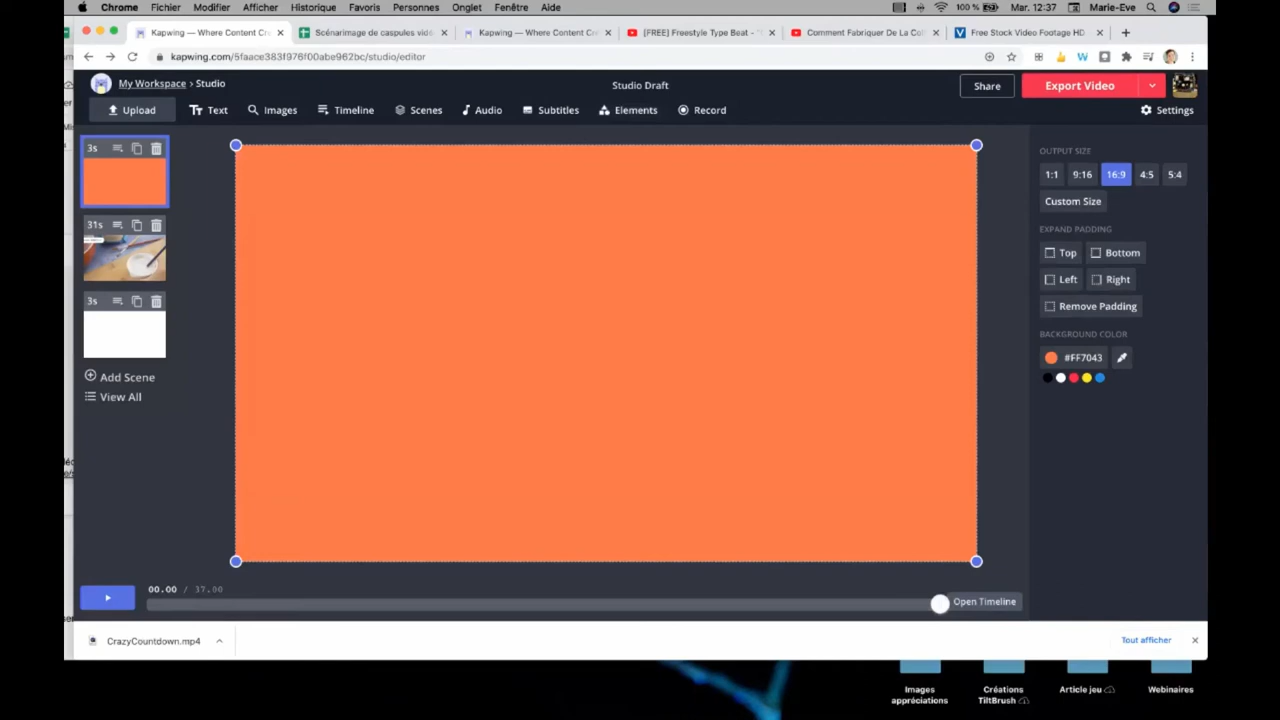 Chrome Fichier Modifier Afficher Historique Favoris Personnes Onglet Fenêtre Aide 100 % Mar. 12:37 Marie-Eve
Kapwing — Where Content Cr Scénarimage de caspules vid Kapwing — Where Content Cr [FREE] Freestyle Type Beat - Comment Fabriquer De La Co Free Stock Video Footage HD
kapwing.com/5faace383f976f00abe962bc/studio/editor
My Workspace › Studio Studio Draft Share Export Video
Upload Text Images Timeline Scenes Audio Subtitles Elements Record Settings
3s
31s
3s
Add Scene
View All
OUTPUT SIZE
1:1 9:16 16:9 4:5 5:4
Custom Size
EXPAND PADDING
Top Bottom
Left Right
Remove Padding
BACKGROUND COLOR
#FF7043
00.00 / 37.00
Open Timeline
CrazyCountdown.mp4 Tout afficher
Images appréciations
Créations TiltBrush
Article jeu
Webinaires